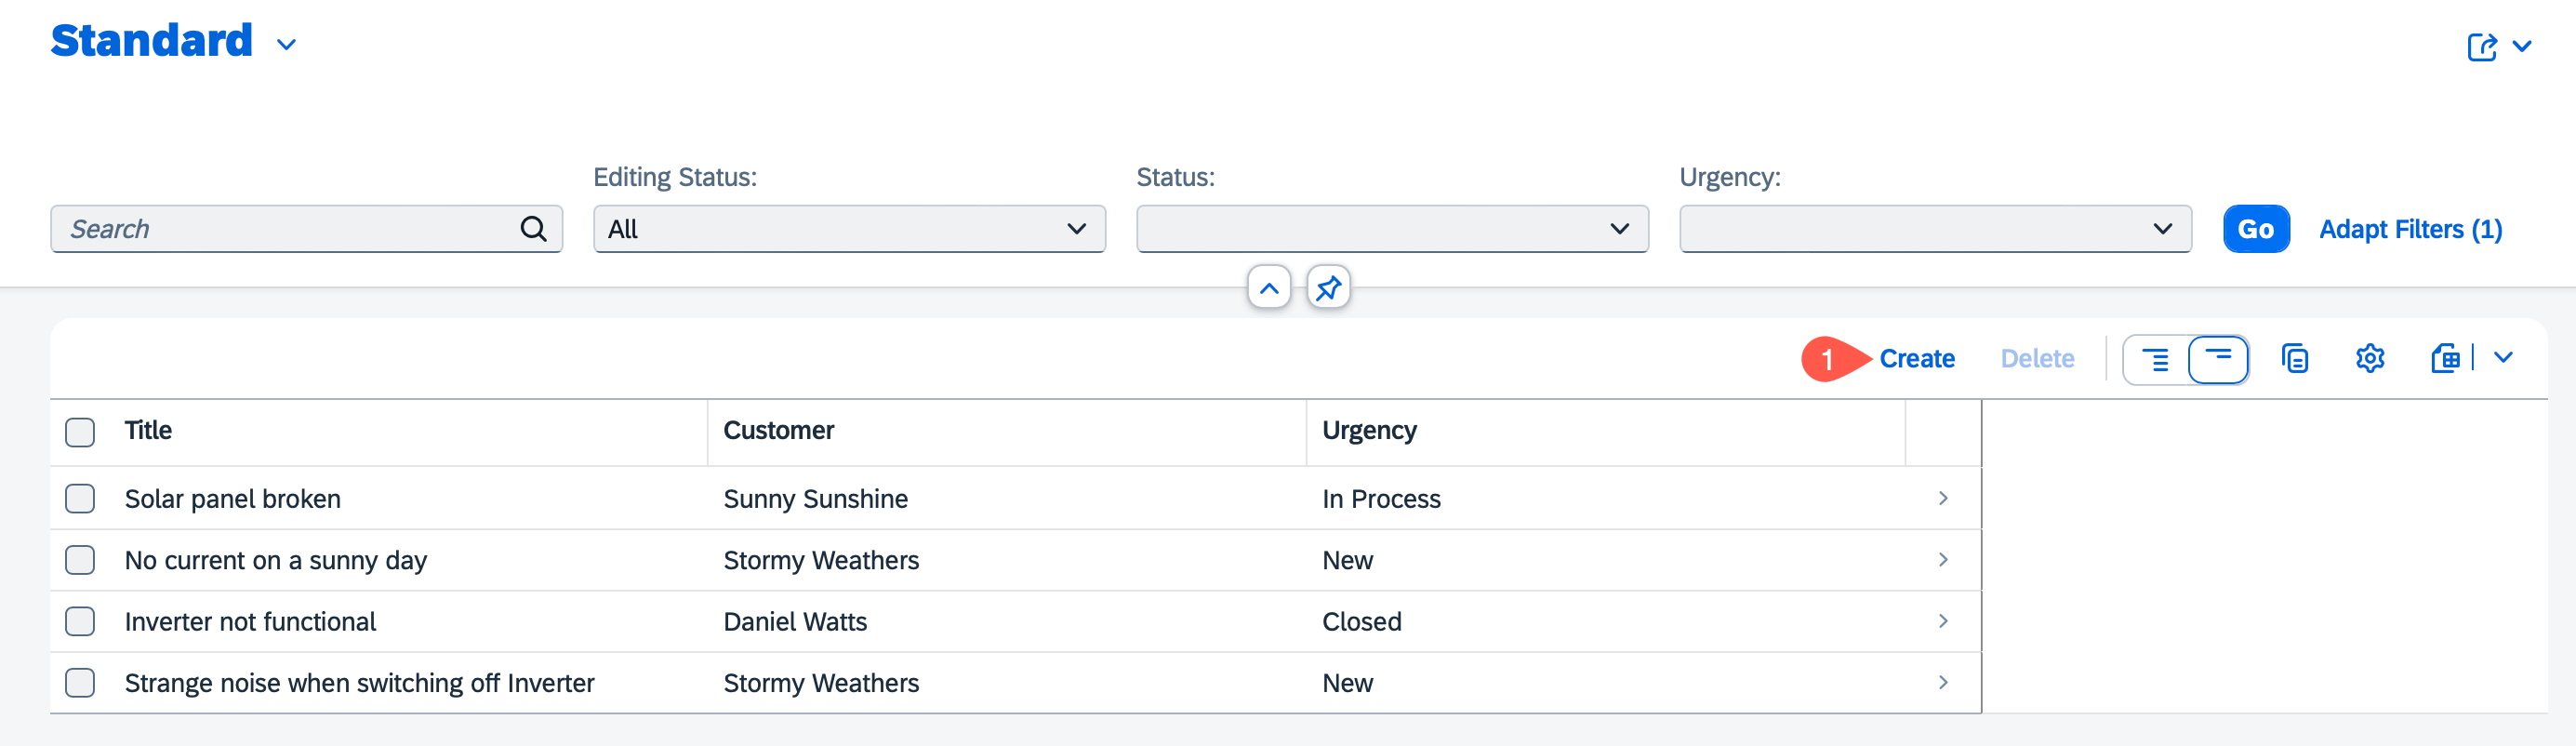 Standard
Editing Status:
Status:
Urgency:
Search
All
Go
Adapt Filters (1)
1
Create
Delete
Title Customer Urgency
Solar panel broken Sunny Sunshine In Process
No current on a sunny day Stormy Weathers New
Inverter not functional Daniel Watts Closed
Strange noise when switching off Inverter Stormy Weathers New